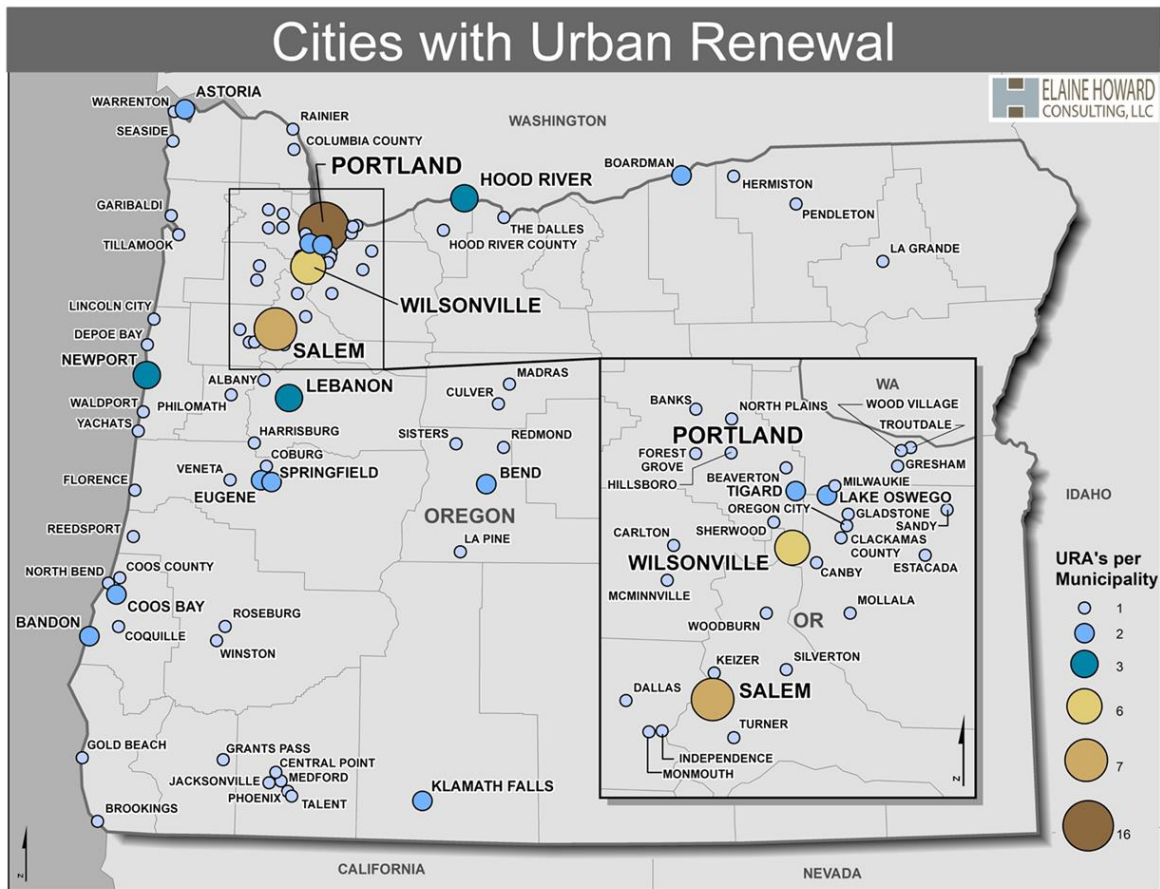 Cities with Urban Renewal
ELAINE HOWARD
CONSULTING, LLC
WARRENTON
ASTORIA
SEASIDE
RAINIER
COLUMBIA COUNTY
WASHINGTON
PORTLAND
HOOD RIVER
BOARDMAN
HERMISTON
PENDLETON
GARIBALDI
TILLAMOOK
THE DALLES
HOOD RIVER COUNTY
LA GRANDE
WILSONVILLE
LINCOLN CITY
DEPOE BAY
NEWPORT
SALEM
ALBANY
LEBANON
MADRAS
CULVER
WALDPORT
PHILOMATH
YACHATS
HARRISBURG
SISTERS
REDMOND
COBURG
VENETA
SPRINGFIELD
EUGENE
BEND
FLORENCE
OREGON
REEDSPORT
LA PINE
NORTH BEND
COOS COUNTY
COOS BAY
BANDON
COQUILLE
ROSEBURG
WINSTON
GOLD BEACH
GRANTS PASS
CENTRAL POINT
JACKSONVILLE
MEDFORD
PHOENIX
TALENT
KLAMATH FALLS
BROOKINGS
CALIFORNIA
NEVADA
IDAHO
N
WA
BANKS
NORTH PLAINS
WOOD VILLAGE
TROUTDALE
PORTLAND
FOREST
GROVE
HILLSBORO
BEAVERTON
GRESHAM
MILWAUKIE
TIGARD
LAKE OSWEGO
OREGON CITY
GLADSTONE
SANDY
SHERWOOD
CARLTON
CLACKAMAS
COUNTY
WILSONVILLE
ESTACADA
CANBY
MCMINNVILLE
MOLLALA
WOODBURN
OR
KEIZER
SILVERTON
DALLAS
SALEM
TURNER
INDEPENDENCE
MONMOUTH
N
URA's per
Municipality
1
2
3
6
7
16